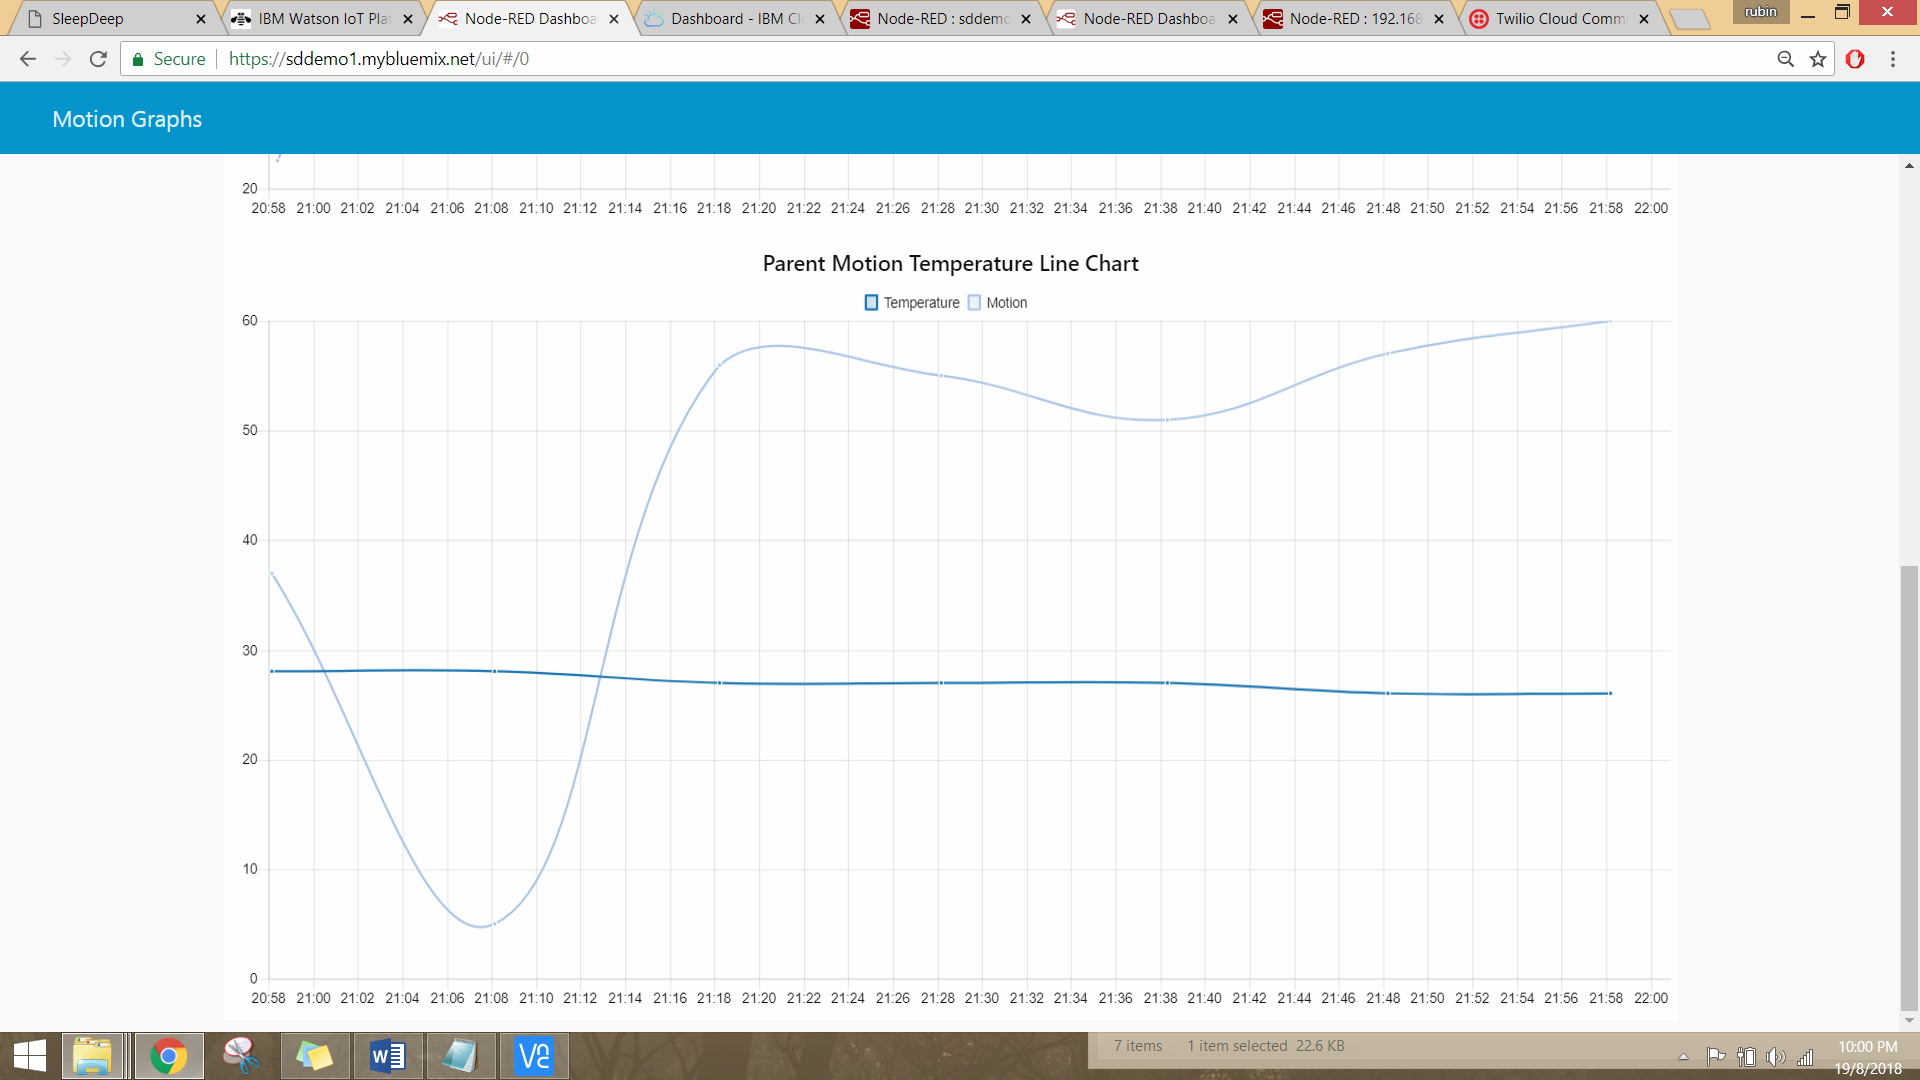 SleepDeep
IBM Watson IoT Pla
Node-RED Dashboa
Dashboard - IBM Cl
Node-RED : sddemo
Node-RED Dashboa
Node-RED : 192.168
Twilio Cloud Comm
rubin
Secure
https://sddemo1.mybluemix.net/ui/#/0
Motion Graphs
20
20:58 21:00 21:02 21:04 21:06 21:08 21:10 21:12 21:14 21:16 21:18 21:20 21:22 21:24 21:26 21:28 21:30 21:32 21:34 21:36 21:38 21:40 21:42 21:44 21:46 21:48 21:50 21:52 21:54 21:56 21:58 22:00
Parent Motion Temperature Line Chart
Temperature Motion
60
50
40
30
20
10
0
20:58 21:00 21:02 21:04 21:06 21:08 21:10 21:12 21:14 21:16 21:18 21:20 21:22 21:24 21:26 21:28 21:30 21:32 21:34 21:36 21:38 21:40 21:42 21:44 21:46 21:48 21:50 21:52 21:54 21:56 21:58 22:00
7 items 1 item selected 22.6 KB
10:00 PM
19/8/2018